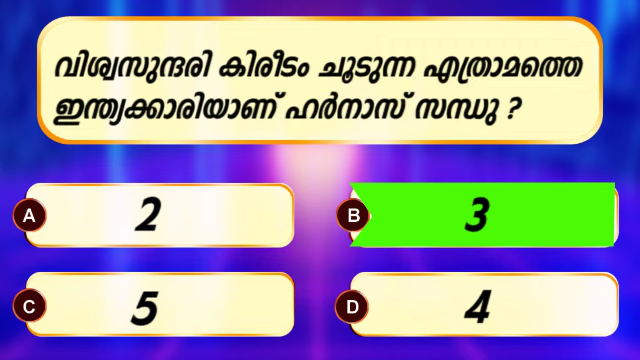 വിശ്വസുന്ദരി കിരീടം ചൂടുന്ന എത്രാമത്തെ
ഇന്ത്യക്കാരിയാണ് ഹർനാസ് സന്ധു ?
A 2
B 3
C 5
D 4